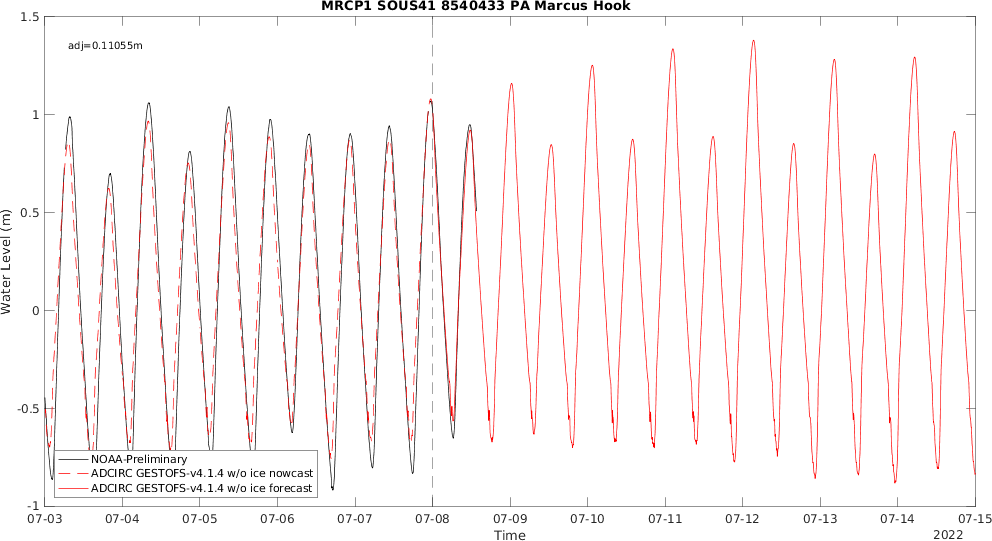 MRCP1 SOUS41 8540433 PA Marcus Hook
adj=0.11055m
1.5
1
0.5
0
-0.5
-1
Water Level (m)
NOAA-Preliminary
ADCIRC GESTOFS-v4.1.4 w/o ice nowcast
ADCIRC GESTOFS-v4.1.4 w/o ice forecast
07-03 07-04 07-05 07-06 07-07 07-08 07-09 07-10 07-11 07-12 07-13 07-14 07-15
Time
2022